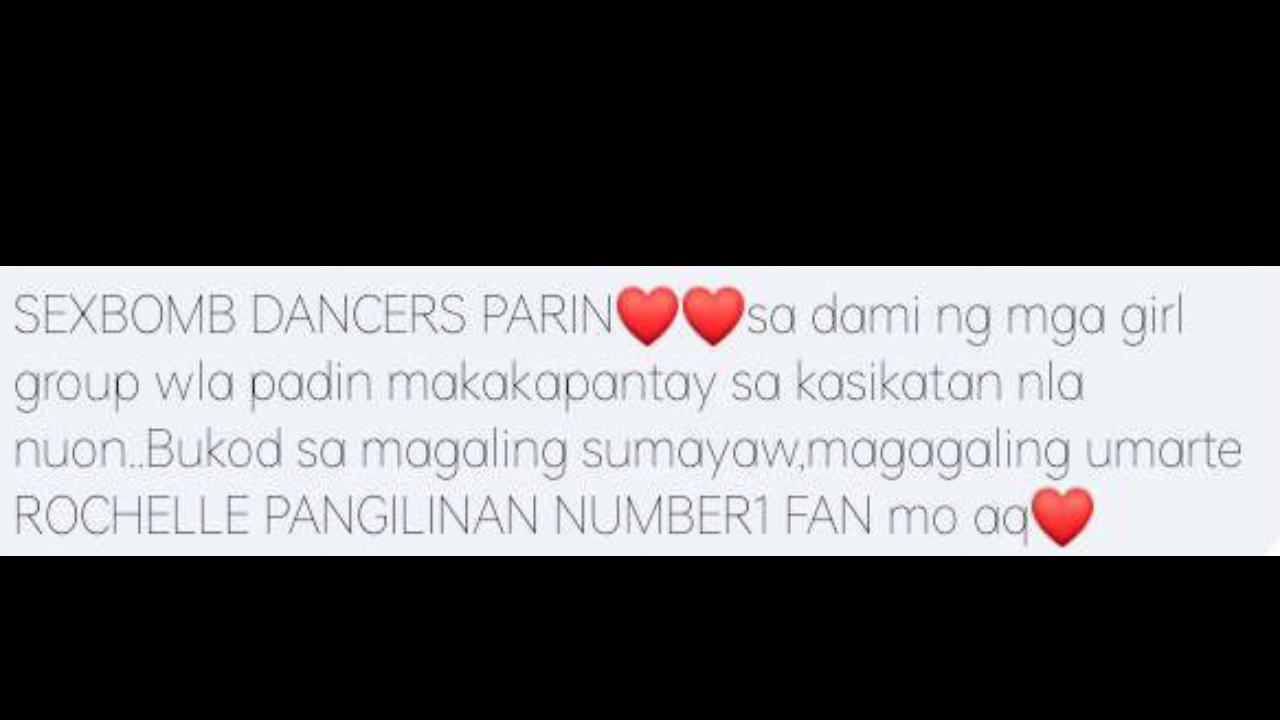 SEXBOMB DANCERS PARIN❤️❤️sa dami ng mga girl
group wla padin makakapantay sa kasikatan nla
nuon..Bukod sa magaling sumayaw,magagaling umarte
ROCHELLE PANGILINAN NUMBER1 FAN mo aq❤️